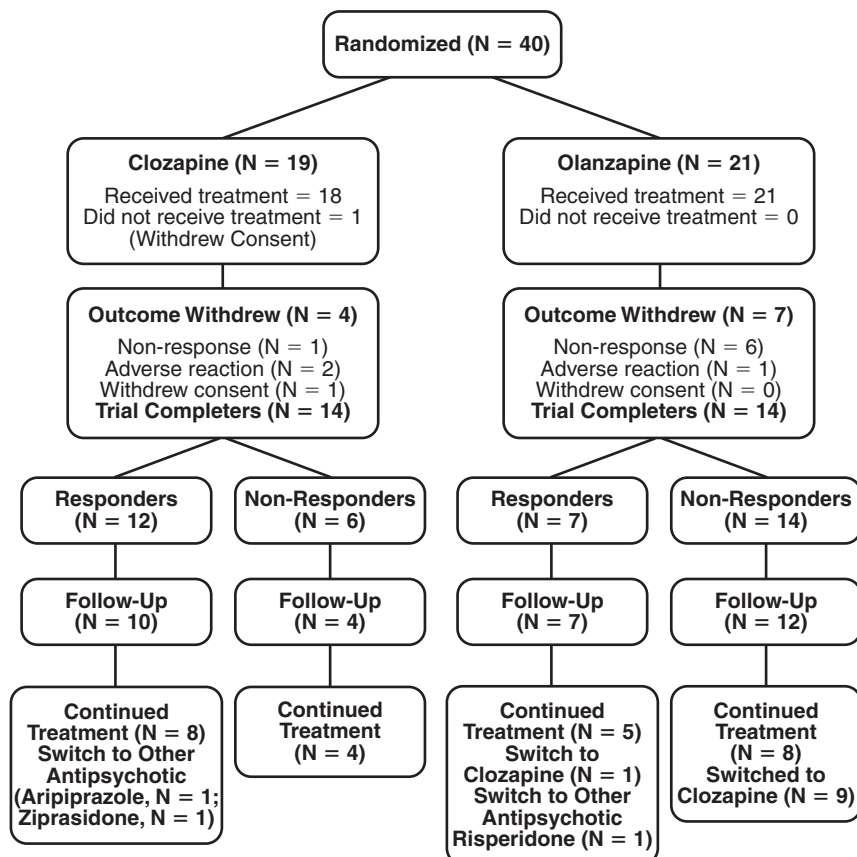 Randomized (N = 40)
Clozapine (N = 19)
Received treatment = 18
Did not receive treatment = 1
(Withdrew Consent)
Olanzapine (N = 21)
Received treatment = 21
Did not receive treatment = 0
Outcome Withdrew (N = 4)
Non-response (N = 1)
Adverse reaction (N = 2)
Withdrew consent (N = 1)
Trial Completers (N = 14)
Outcome Withdrew (N = 7)
Non-response (N = 6)
Adverse reaction (N = 1)
Withdrew consent (N = 0)
Trial Completers (N = 14)
Responders
(N = 12)
Non-Responders
(N = 6)
Responders
(N = 7)
Non-Responders
(N = 14)
Follow-Up
(N = 10)
Follow-Up
(N = 4)
Follow-Up
(N = 7)
Follow-Up
(N = 12)
Continued
Treatment (N = 8)
Switch to Other
Antipsychotic
(Aripiprazole, N = 1;
Ziprasidone, N = 1)
Continued
Treatment
(N = 4)
Continued
Treatment (N = 5)
Switch to
Clozapine (N = 1)
Switch to Other
Antipsychotic
Risperidone (N = 1)
Continued
Treatment
(N = 8)
Switched to
Clozapine (N = 9)